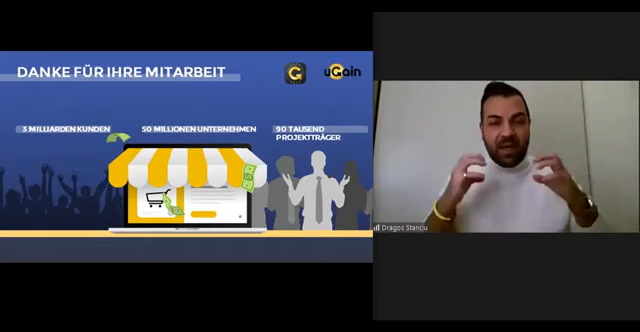 DANKE FÜR IHRE MITARBEIT
G
uGain
3 MILLIARDEN KUNDEN
50 MILLIONEN UNTERNEHMEN
90 TAUSEND
PROJEKTTRÄGER
Dragos Stanciu